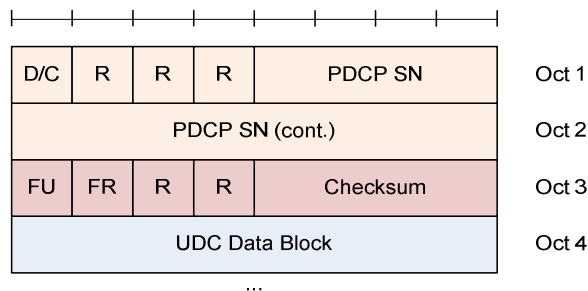 D/C R R R PDCP SN Oct 1
PDCP SN (cont.) Oct 2
FU FR R R Checksum Oct 3
UDC Data Block Oct 4
...